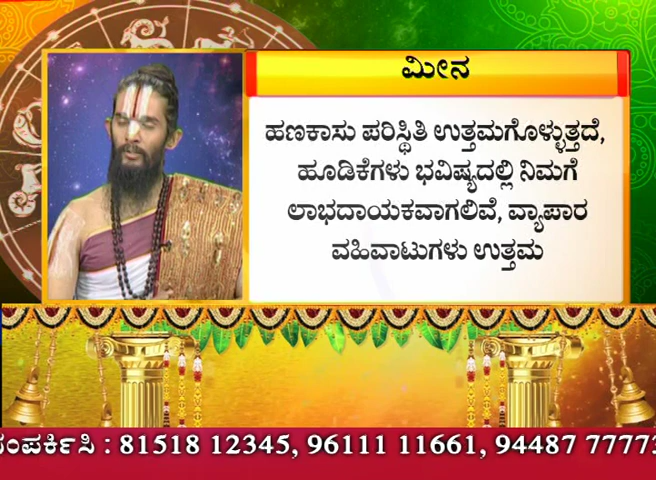 ಮೀನ
ಹಣಕಾಸು ಪರಿಸ್ಥಿತಿ ಉತ್ತಮಗೊಳ್ಳುತ್ತದೆ,
ಹೂಡಿಕೆಗಳು ಭವಿಷ್ಯದಲ್ಲಿ ನಿಮಗೆ
ಲಾಭದಾಯಕವಾಗಲಿವೆ, ವ್ಯಾಪಾರ
ವಹಿವಾಟುಗಳು ಉತ್ತಮ
ಸಂಪರ್ಕಿಸಿ : 81518 12345, 96111 11661, 94487 77773